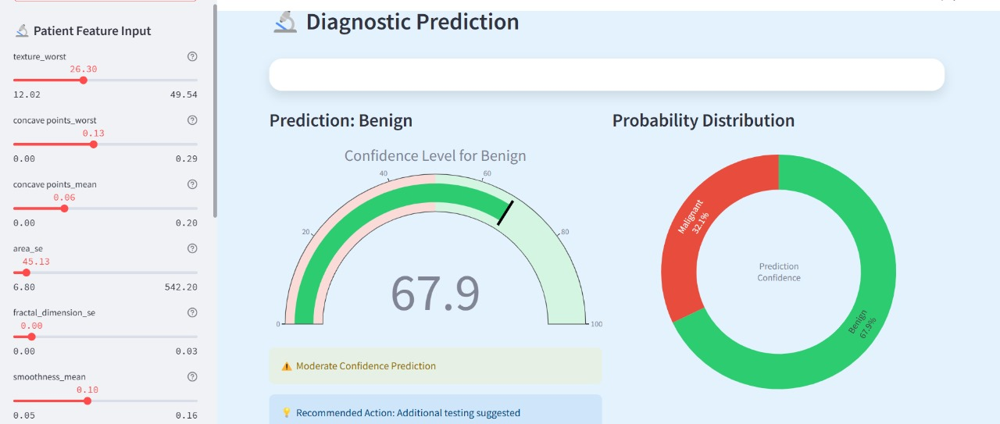 Patient Feature Input
texture_worst
26.30
12.02 49.54
concave points_worst
0.13
0.00 0.29
concave points_mean
0.06
0.00 0.20
area_se
45.13
6.80 542.20
fractal_dimension_se
0.00
0.00 0.03
smoothness_mean
0.10
0.05 0.16
Diagnostic Prediction
Prediction: Benign
Confidence Level for Benign
0
20
40
60
80
100
67.9
Moderate Confidence Prediction
Recommended Action: Additional testing suggested
Probability Distribution
Malignant
32.1%
Prediction
Confidence
Benign
67.9%